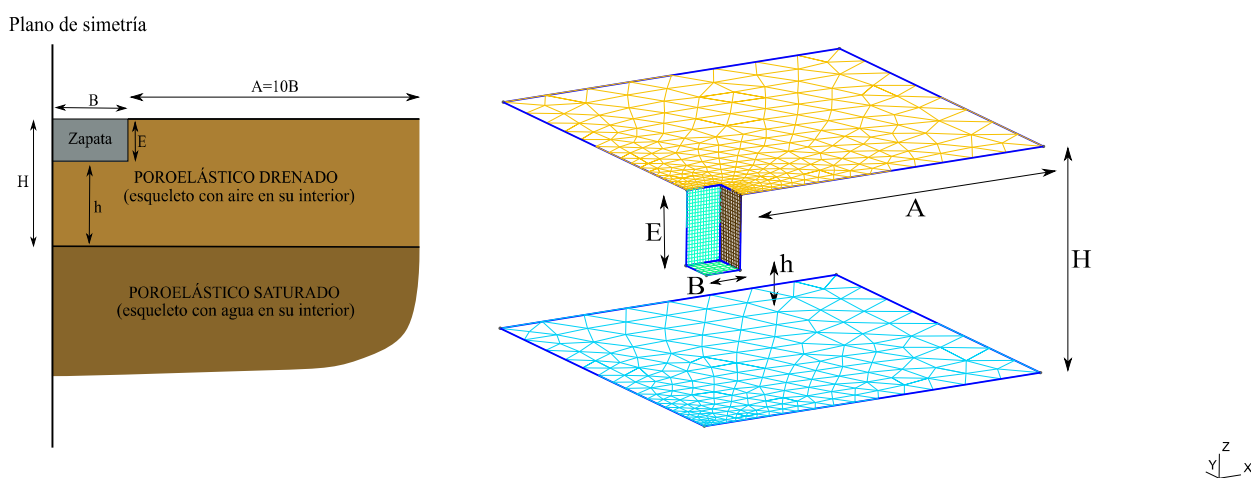 Plano de simetría
B
A=10B
Zapata
E
H
POROELÁSTICO DRENADO
(esqueleto con aire en su interior)
h
POROELÁSTICO SATURADO
(esqueleto con agua en su interior)
E
A
B
h
H
Z
Y
X